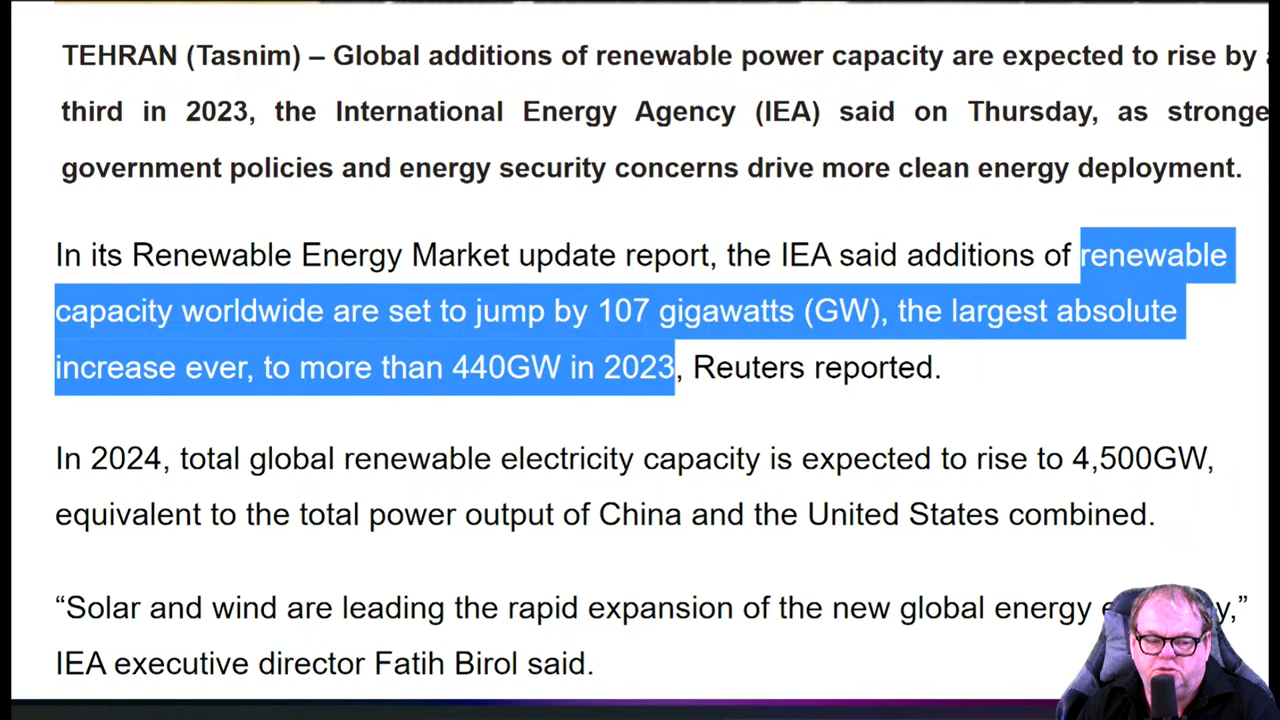 TEHRAN (Tasnim) – Global additions of renewable power capacity are expected to rise by
third in 2023, the International Energy Agency (IEA) said on Thursday, as stronge
government policies and energy security concerns drive more clean energy deployment.
In its Renewable Energy Market update report, the IEA said additions of renewable
capacity worldwide are set to jump by 107 gigawatts (GW), the largest absolute
increase ever, to more than 440GW in 2023, Reuters reported.
In 2024, total global renewable electricity capacity is expected to rise to 4,500GW,
equivalent to the total power output of China and the United States combined.
“Solar and wind are leading the rapid expansion of the new global energy
IEA executive director Fatih Birol said.